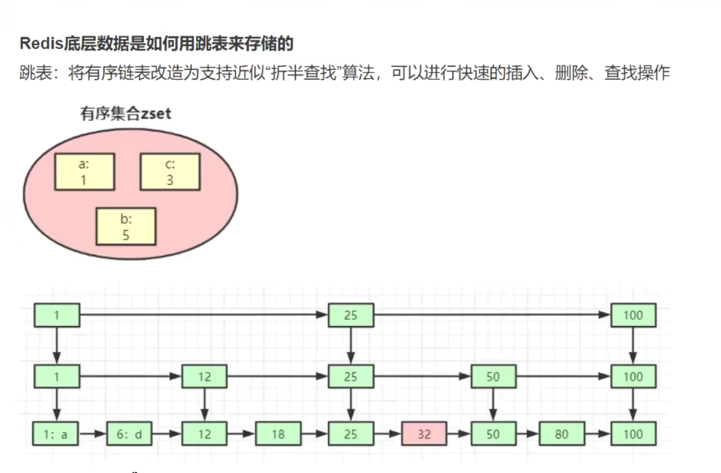 Redis底层数据是如何用跳表来存储的
跳表：将有序链表改造为支持近似“折半查找”算法，可以进行快速的插入、删除、查找操作
有序集合zset
a:
1
c:
3
b:
5
1 25 100
1 12 25 50 100
1: a 6: d 12 18 25 32 50 80 100